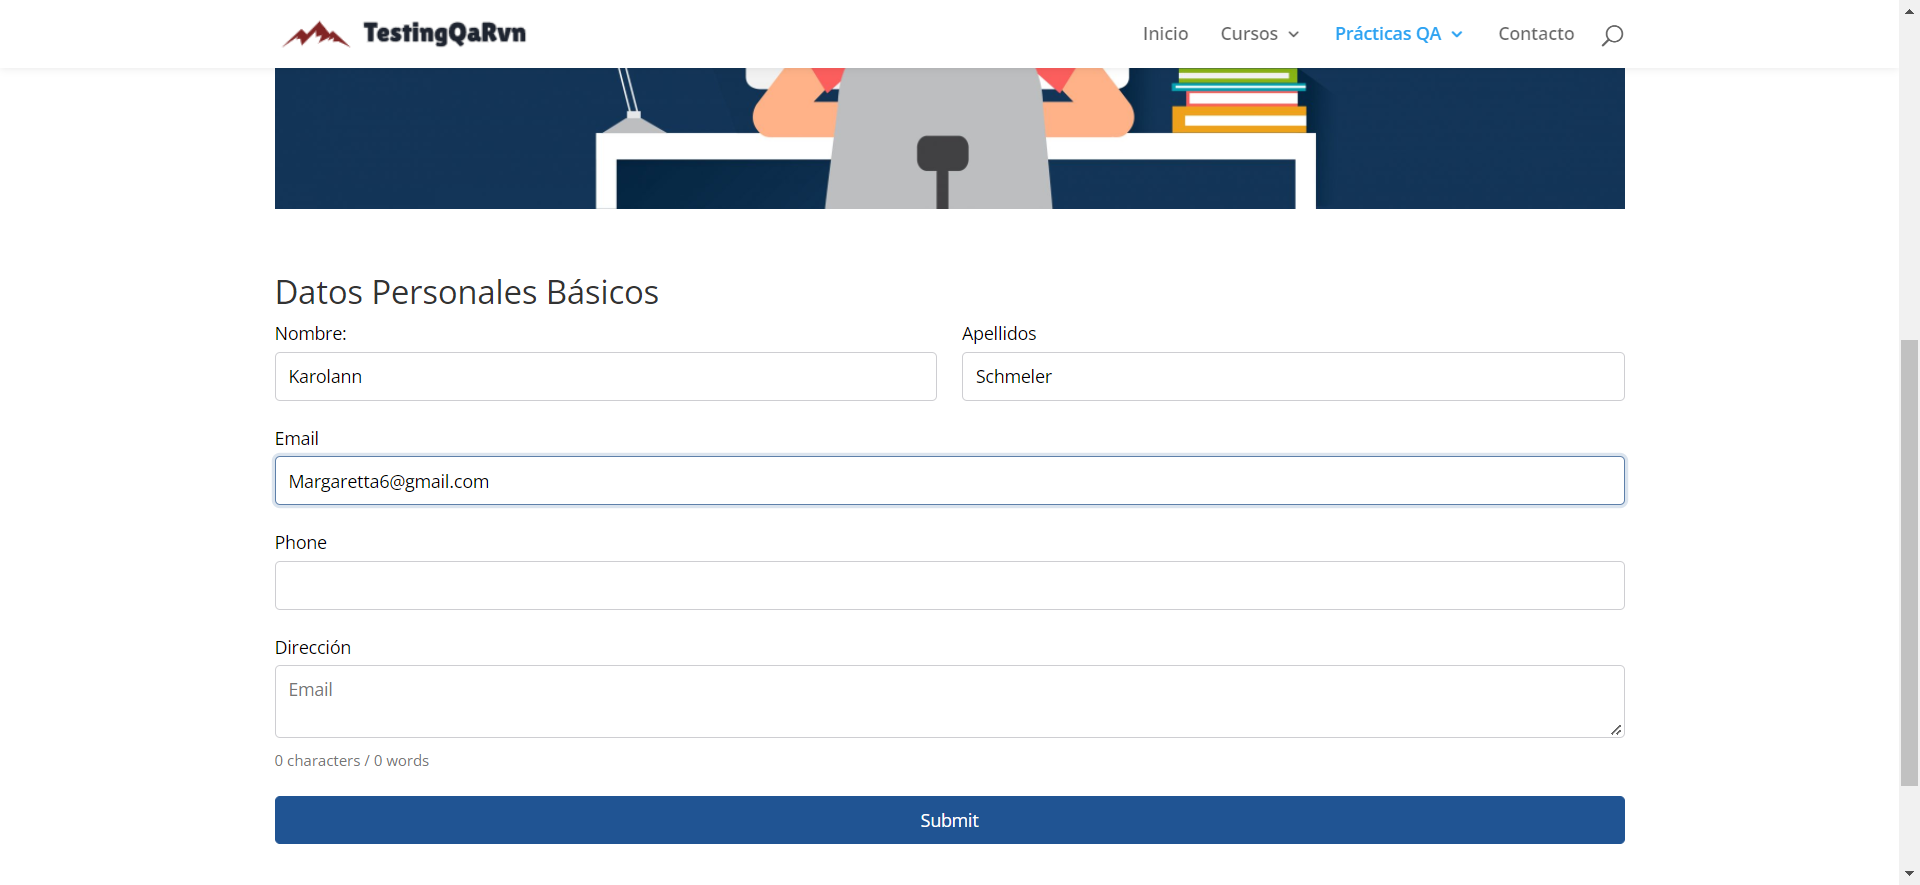 TestingQaRvn
Inicio Cursos Prácticas QA Contacto
Datos Personales Básicos
Nombre: Apellidos
Karolann Schmeler
Email
Margaretta6@gmail.com
Phone
Dirección
Email
0 characters / 0 words
Submit